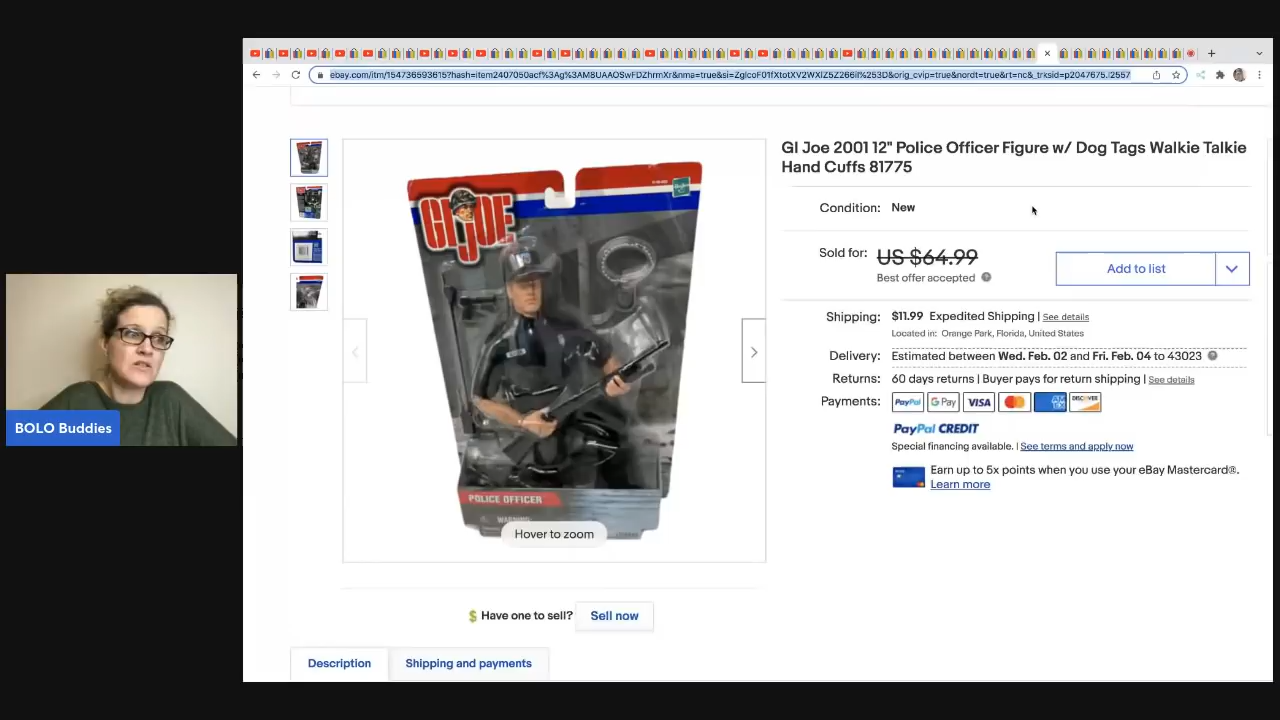 ebay.com/itm/154736593615?hash=item2407050acf%3Ag%3AM8UAAOSwFDZhrmXr&nma=true&si=ZglcoF01fXtotXV2WXIZ5Z266iI%253D&orig_cvip=true&nordt=true&rt=nc&_trksid=p2047675.l2557
GI Joe 2001 12" Police Officer Figure w/ Dog Tags Walkie Talkie
Hand Cuffs 81775
Condition: New
Sold for: US $64.99
Best offer accepted
Add to list
Shipping: $11.99 Expedited Shipping | See details
Located in: Orange Park, Florida, United States
Delivery: Estimated between Wed. Feb. 02 and Fri. Feb. 04 to 43023
Returns: 60 days returns | Buyer pays for return shipping | See details
Payments: PayPal G Pay VISA MasterCard AM EX DISCOVER
PayPal CREDIT
Special financing available. | See terms and apply now
Earn up to 5x points when you use your eBay Mastercard®.
Learn more
GI JOE
POLICE OFFICER
WARNING
Hover to zoom
Have one to sell? Sell now
Description
Shipping and payments
BOLO Buddies